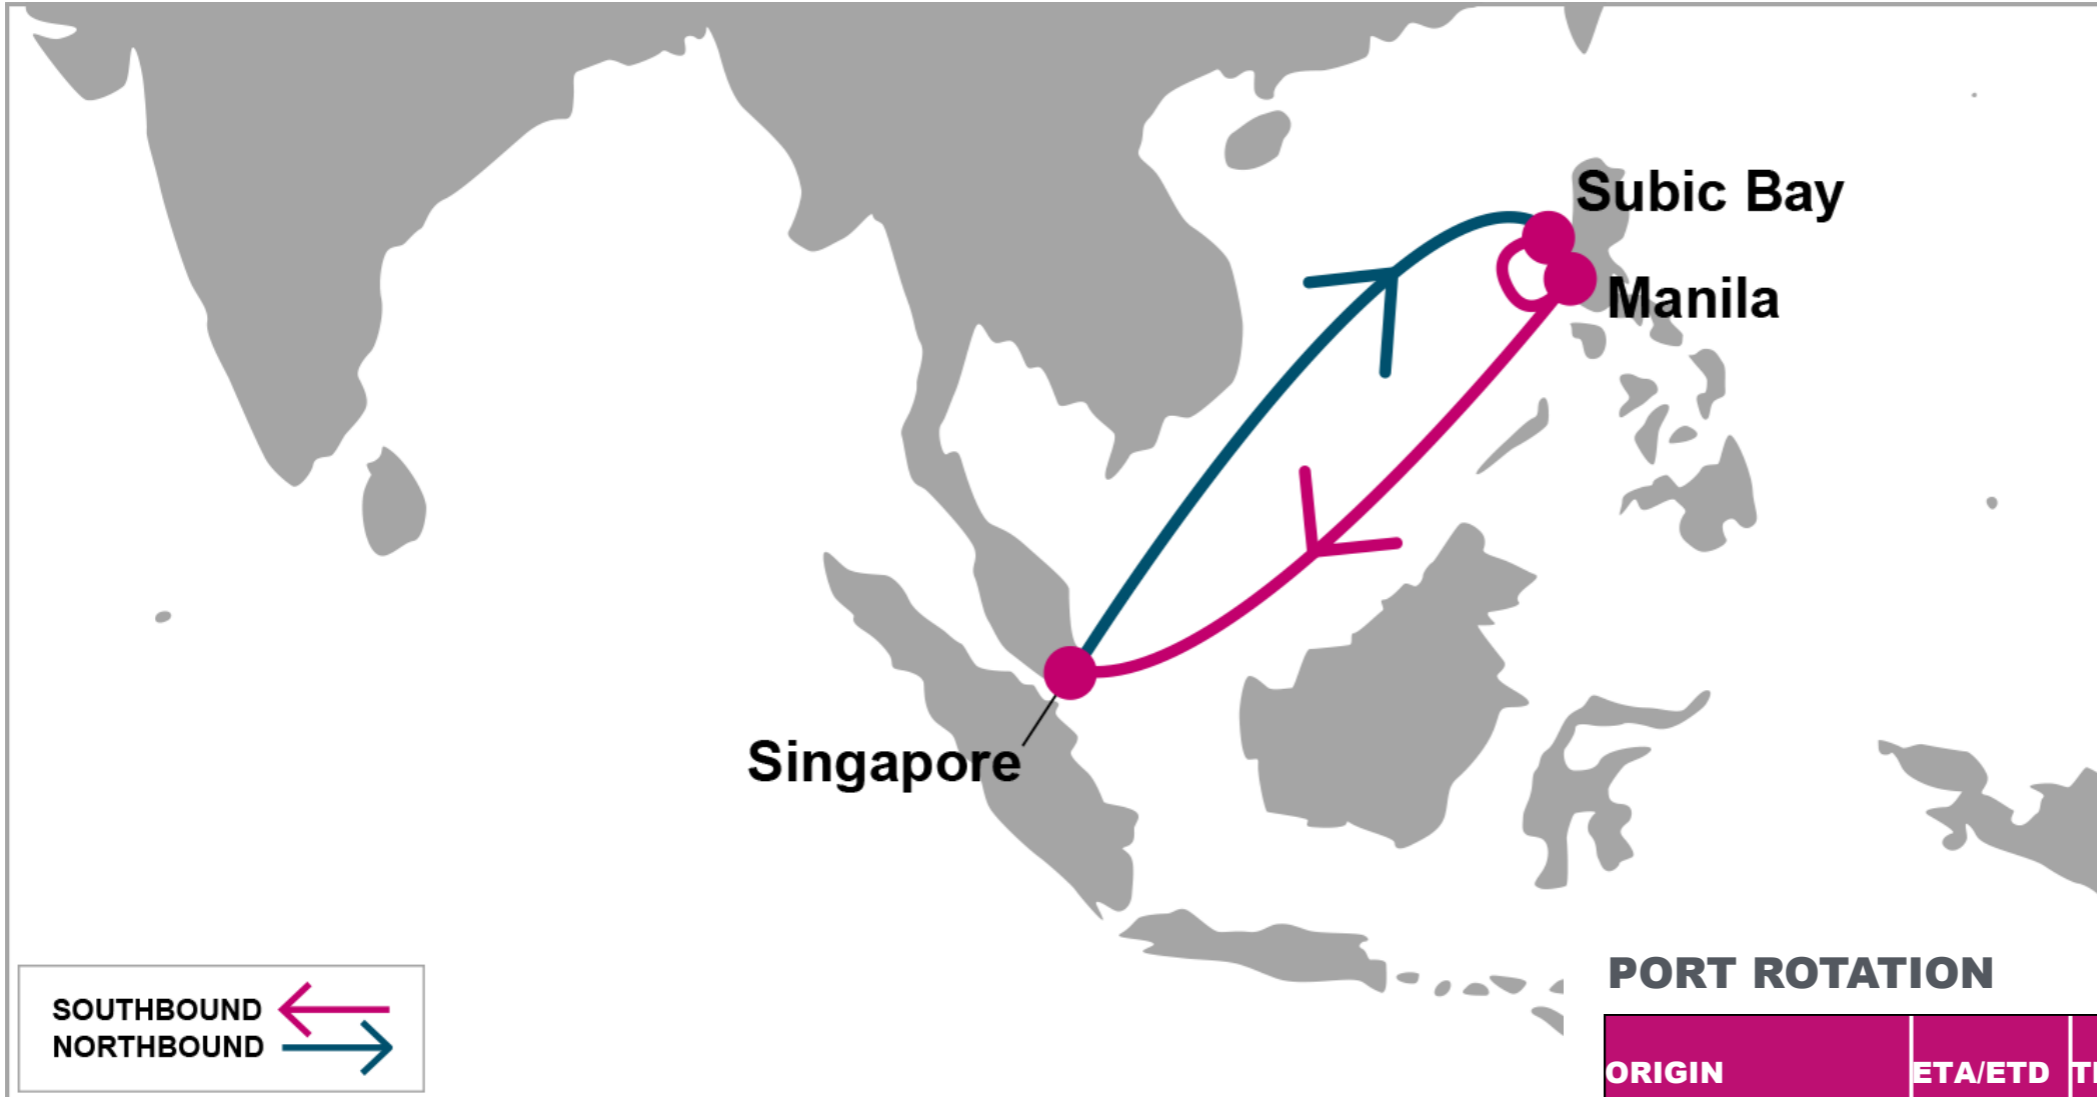 Subic Bay
Manila
Singapore
SOUTHBOUND
NORTHBOUND
PORT ROTATION
ORIGIN ETA/ETD